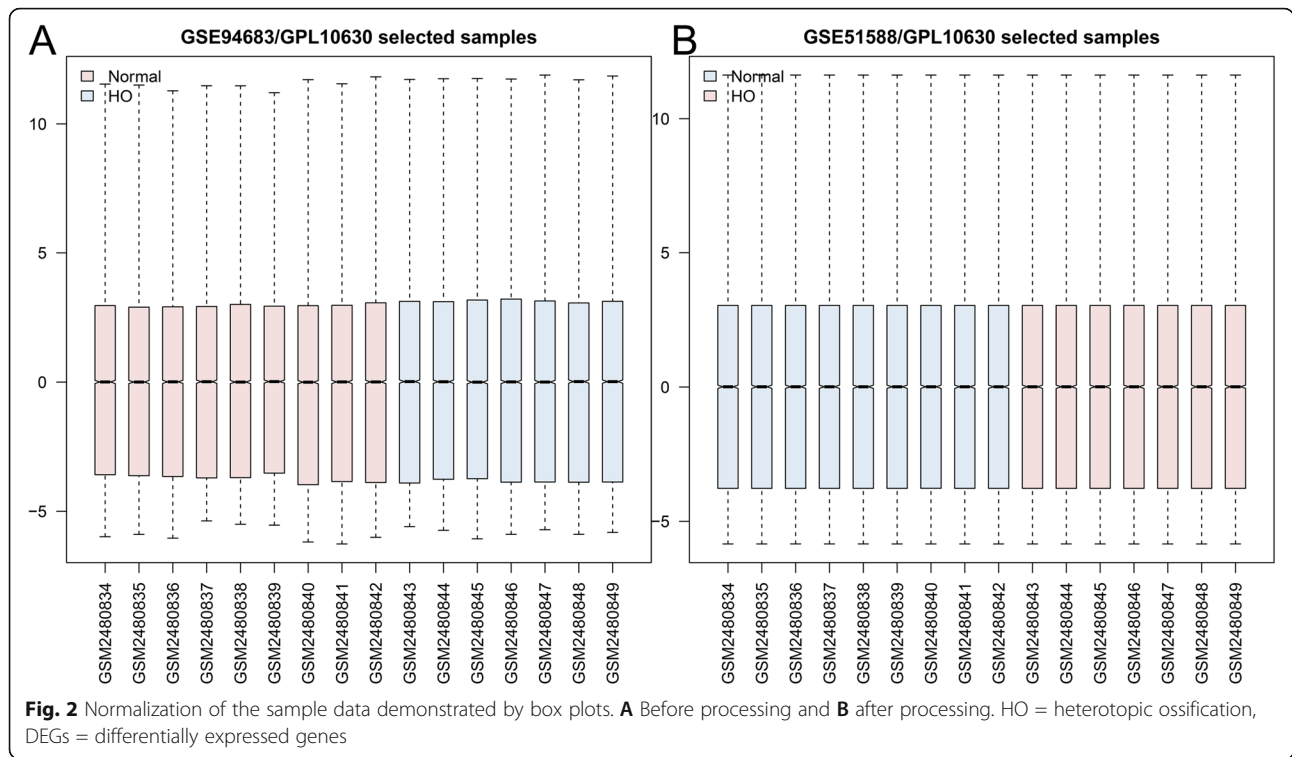 A
GSE94683/GPL10630 selected samples
Normal
HO
10
5
0
−5
GSM2480834
GSM2480835
GSM2480836
GSM2480837
GSM2480838
GSM2480839
GSM2480840
GSM2480841
GSM2480842
GSM2480843
GSM2480844
GSM2480845
GSM2480846
GSM2480847
GSM2480848
GSM2480849
B
GSE51588/GPL10630 selected samples
Normal
HO
10
5
0
−5
GSM2480834
GSM2480835
GSM2480836
GSM2480837
GSM2480838
GSM2480839
GSM2480840
GSM2480841
GSM2480842
GSM2480843
GSM2480844
GSM2480845
GSM2480846
GSM2480847
GSM2480848
GSM2480849
Fig. 2 Normalization of the sample data demonstrated by box plots. A Before processing and B after processing. HO = heterotopic ossification,
DEGs = differentially expressed genes